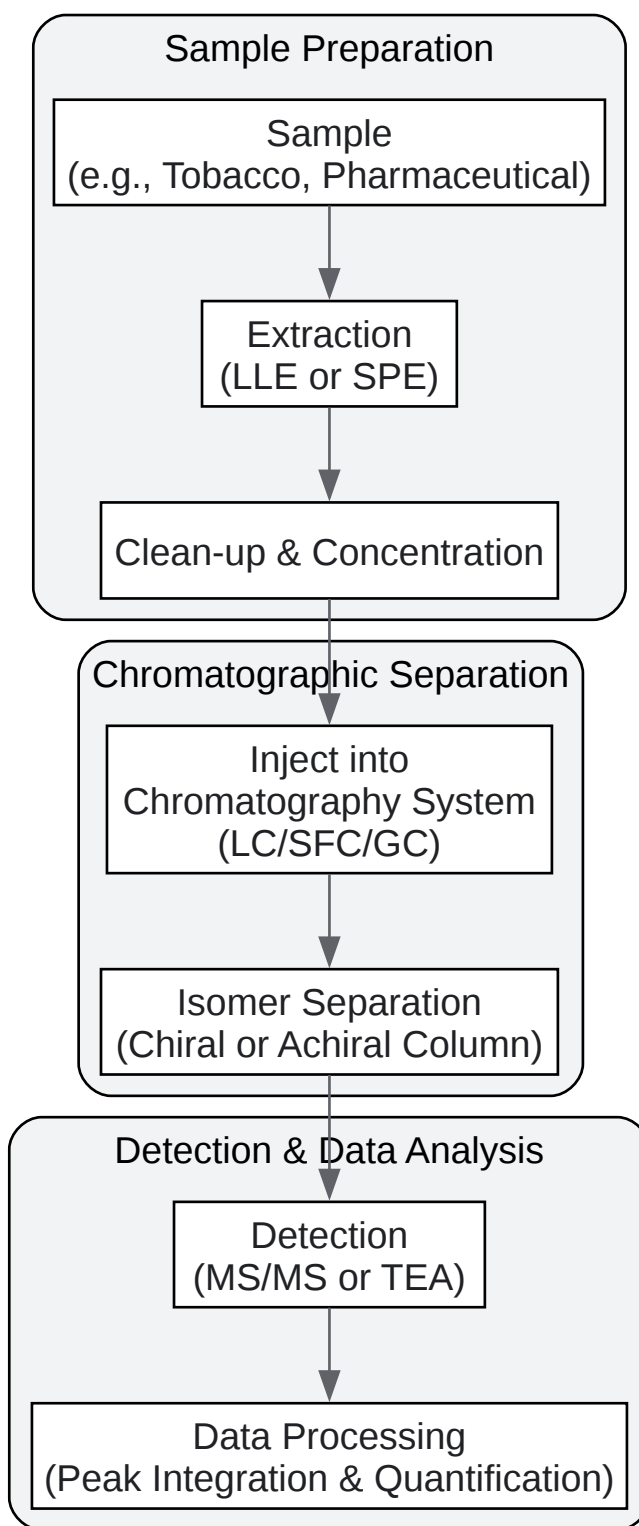 Sample Preparation
Sample
(e.g., Tobacco, Pharmaceutical)
Extraction
(LLE or SPE)
Clean-up & Concentration
Chromatographic Separation
Inject into
Chromatography System
(LC/SFC/GC)
Isomer Separation
(Chiral or Achiral Column)
Detection & Data Analysis
Detection
(MS/MS or TEA)
Data Processing
(Peak Integration & Quantification)